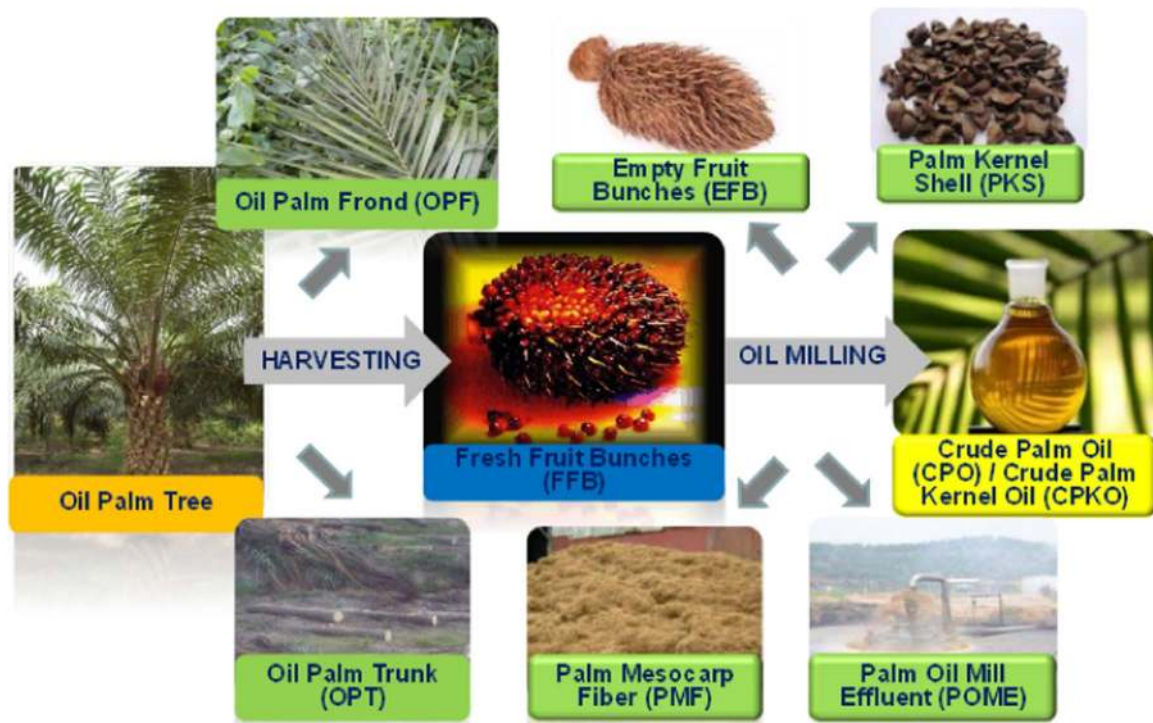 Oil Palm Frond (OPF)
Empty Fruit
Bunches (EFB)
Palm Kernel
Shell (PKS)
Oil Palm Tree
HARVESTING
Fresh Fruit Bunches
(FFB)
OIL MILLING
Crude Palm Oil
(CPO) / Crude Palm
Kernel Oil (CPKO)
Oil Palm Trunk
(OPT)
Palm Mesocarp
Fiber (PMF)
Palm Oil Mill
Effluent (POME)